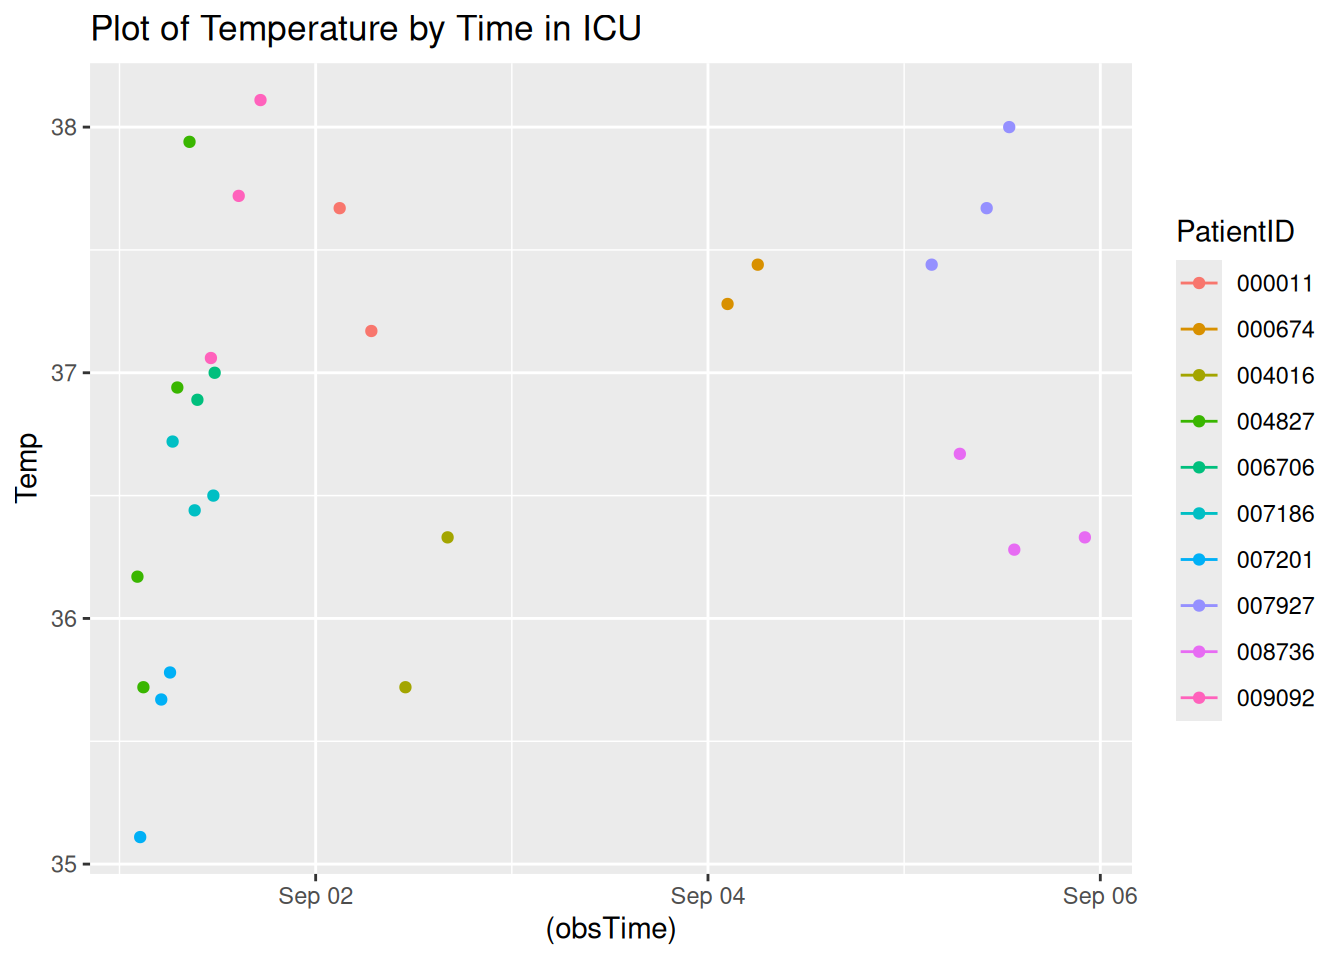 Plot of Temperature by Time in ICU
38
37
36
35
Temp
Sep 02
Sep 04
Sep 06
(obsTime)
PatientID
000011
000674
004016
004827
006706
007186
007201
007927
008736
009092